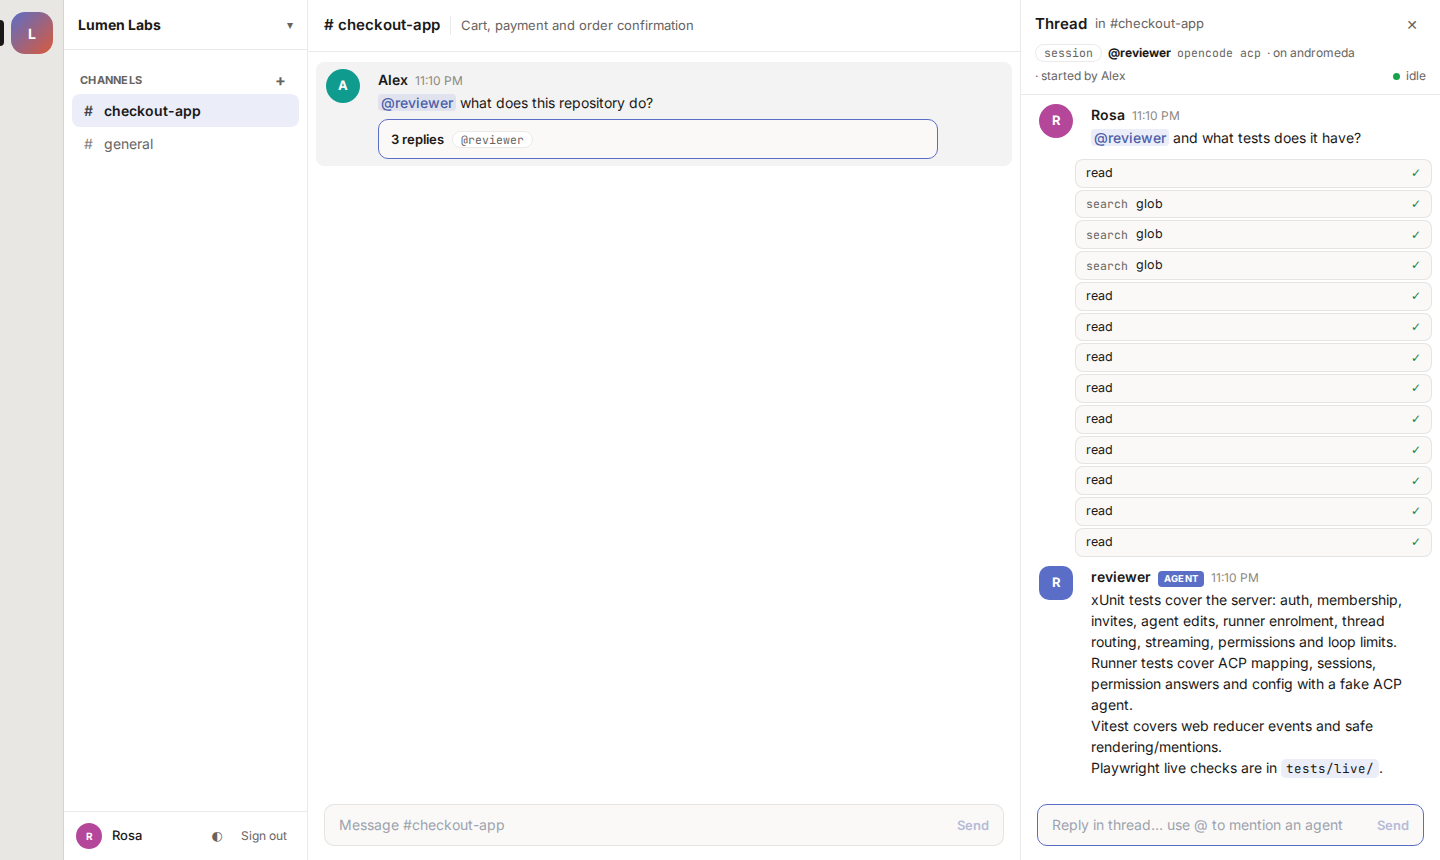 L
Lumen Labs ▾
CHANNELS +
# checkout-app
# general
R Rosa Sign out
# checkout-app Cart, payment and order confirmation
A Alex 11:10 PM
@reviewer what does this repository do?
3 replies @reviewer
Message #checkout-app Send
Thread in #checkout-app ✕
session @reviewer opencode acp · on andromeda
· started by Alex idle
R Rosa 11:10 PM
@reviewer and what tests does it have?
read ✓
search glob ✓
search glob ✓
search glob ✓
read ✓
read ✓
read ✓
read ✓
read ✓
read ✓
read ✓
read ✓
read ✓
R reviewer AGENT 11:10 PM
xUnit tests cover the server: auth, membership,
invites, agent edits, runner enrolment, thread
routing, streaming, permissions and loop limits.
Runner tests cover ACP mapping, sessions,
permission answers and config with a fake ACP
agent.
Vitest covers web reducer events and safe
rendering/mentions.
Playwright live checks are in tests/live/.
Reply in thread... use @ to mention an agent Send